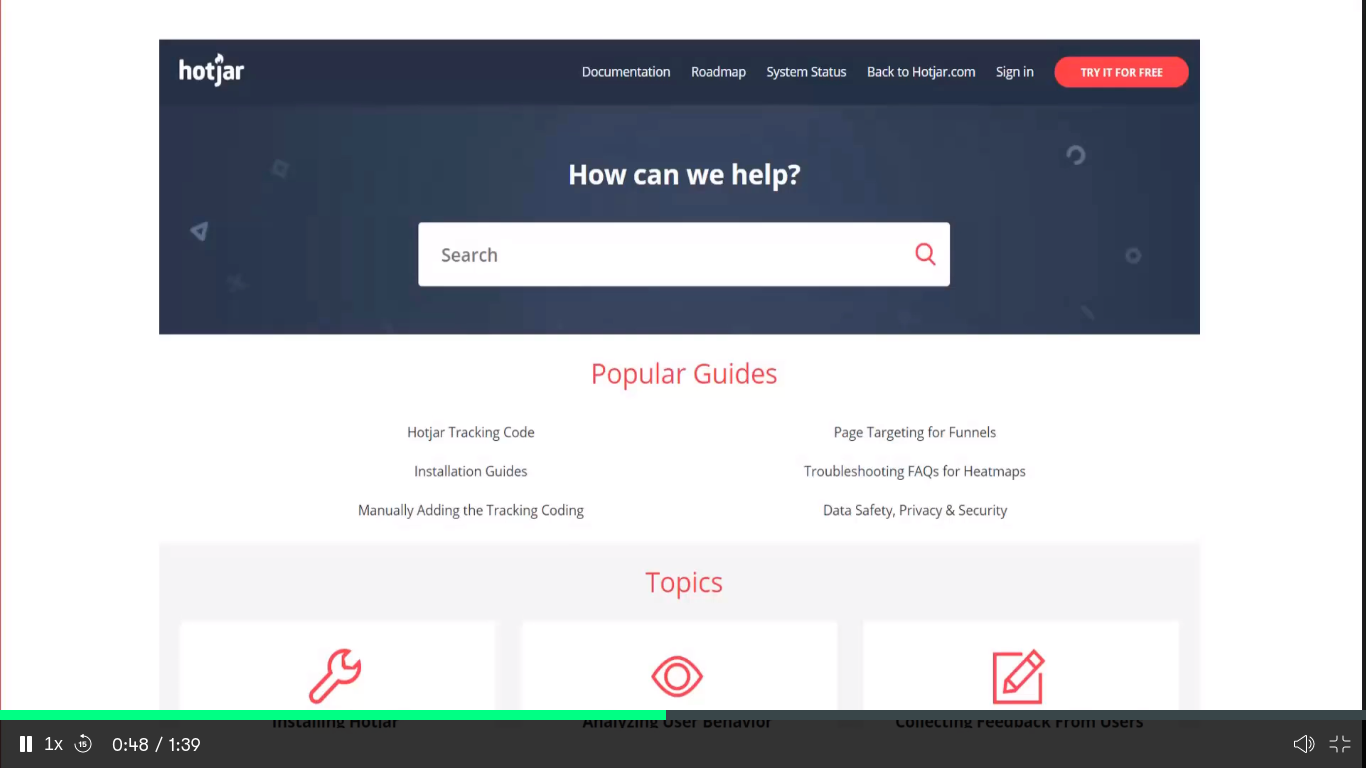 hotjar
Documentation Roadmap System Status Back to Hotjar.com Sign in TRY IT FOR FREE
How can we help?
Search
Popular Guides
Hotjar Tracking Code Page Targeting for Funnels
Installation Guides Troubleshooting FAQs for Heatmaps
Manually Adding the Tracking Coding Data Safety, Privacy & Security
Topics
Installing Hotjar Analyzing User Behavior Collecting Feedback From Users
1x 15 0:48 / 1:39